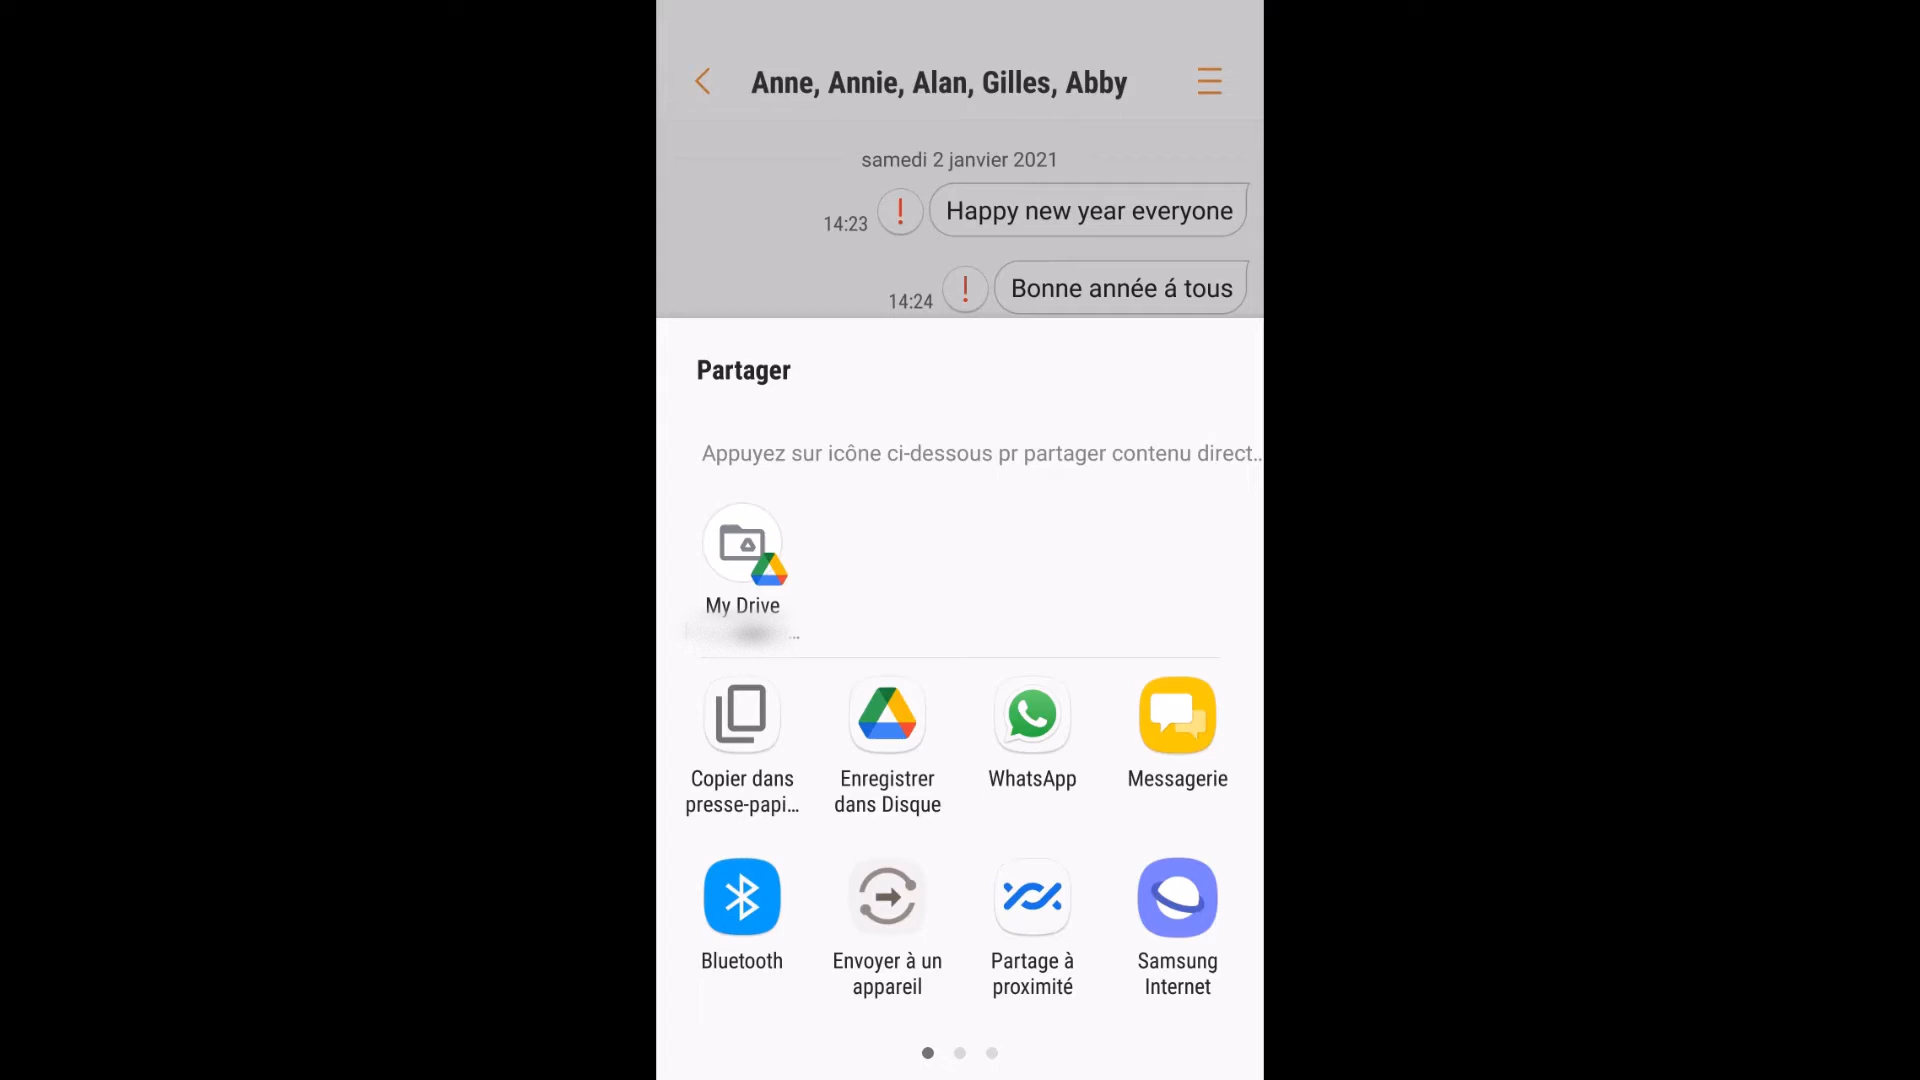 Anne, Annie, Alan, Gilles, Abby
samedi 2 janvier 2021
14:23 ! Happy new year everyone
14:24 ! Bonne année á tous
Partager
Appuyez sur icône ci-dessous pr partager contenu direct..
My Drive
Copier dans
presse-papi...
Enregistrer
dans Disque
WhatsApp
Messagerie
Bluetooth
Envoyer à un
appareil
Partage à
proximité
Samsung
Internet